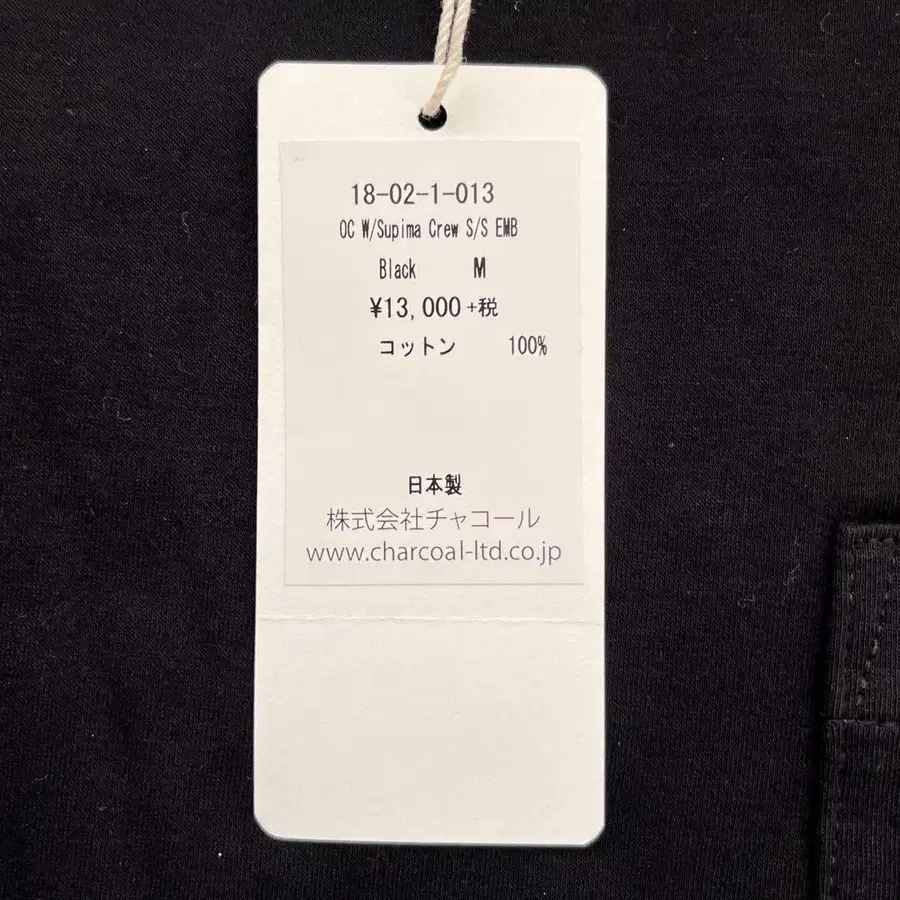 18-02-1-013
OC W/Supima Crew S/S EMB
Black M
¥13,000+税
コットン 100%
日本製
株式会社チャコール
www.charcoal-ltd.co.jp